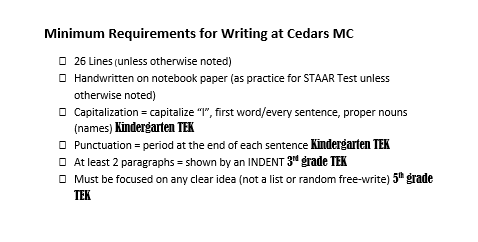 Minimum Requirements for Writing at Cedars MC
☐ 26 Lines (unless otherwise noted)
☐ Handwritten on notebook paper (as practice for STAAR Test unless
otherwise noted)
☐ Capitalization = capitalize “I”, first word/every sentence, proper nouns
(names) Kindergarten TEK
☐ Punctuation = period at the end of each sentence Kindergarten TEK
☐ At least 2 paragraphs = shown by an INDENT 3rd grade TEK
☐ Must be focused on any clear idea (not a list or random free-write) 5th grade
TEK